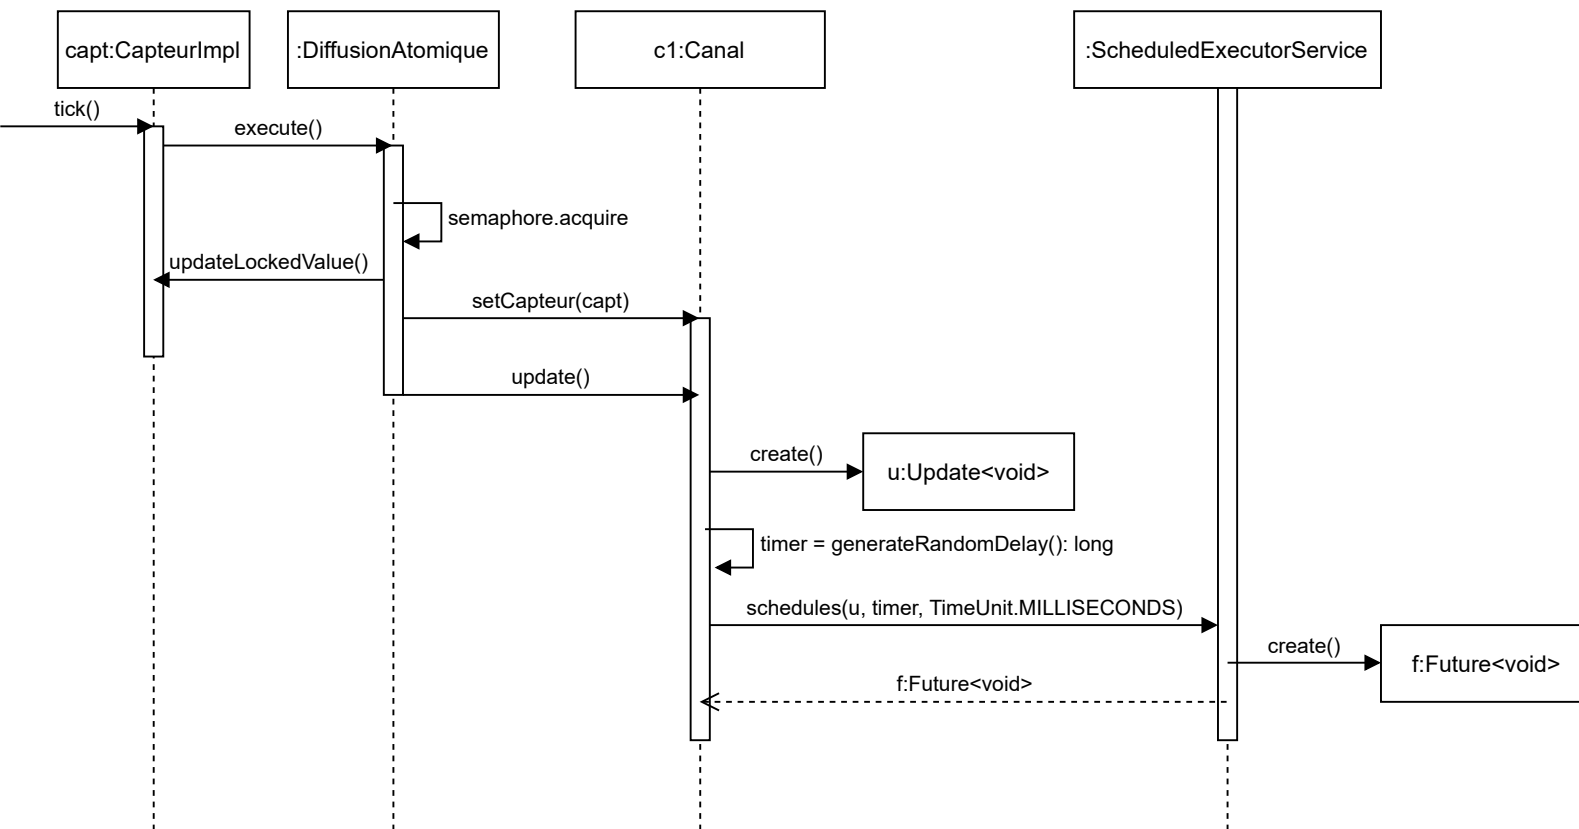 capt:CapteurImpl
:DiffusionAtomique
c1:Canal
:ScheduledExecutorService
tick()
execute()
semaphore.acquire
updateLockedValue()
setCapteur(capt)
update()
create()
u:Update<void>
timer = generateRandomDelay(): long
schedules(u, timer, TimeUnit.MILLISECONDS)
create()
f:Future<void>
f:Future<void>